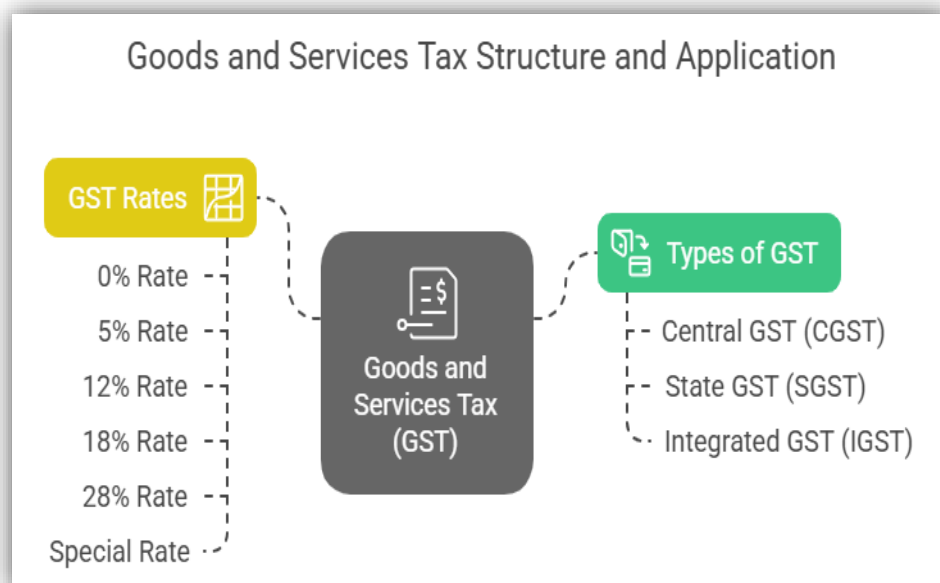 Goods and Services Tax Structure and Application
GST Rates
0% Rate
5% Rate
12% Rate
18% Rate
28% Rate
Special Rate
$
Goods and
Services Tax
(GST)
Types of GST
Central GST (CGST)
State GST (SGST)
Integrated GST (IGST)